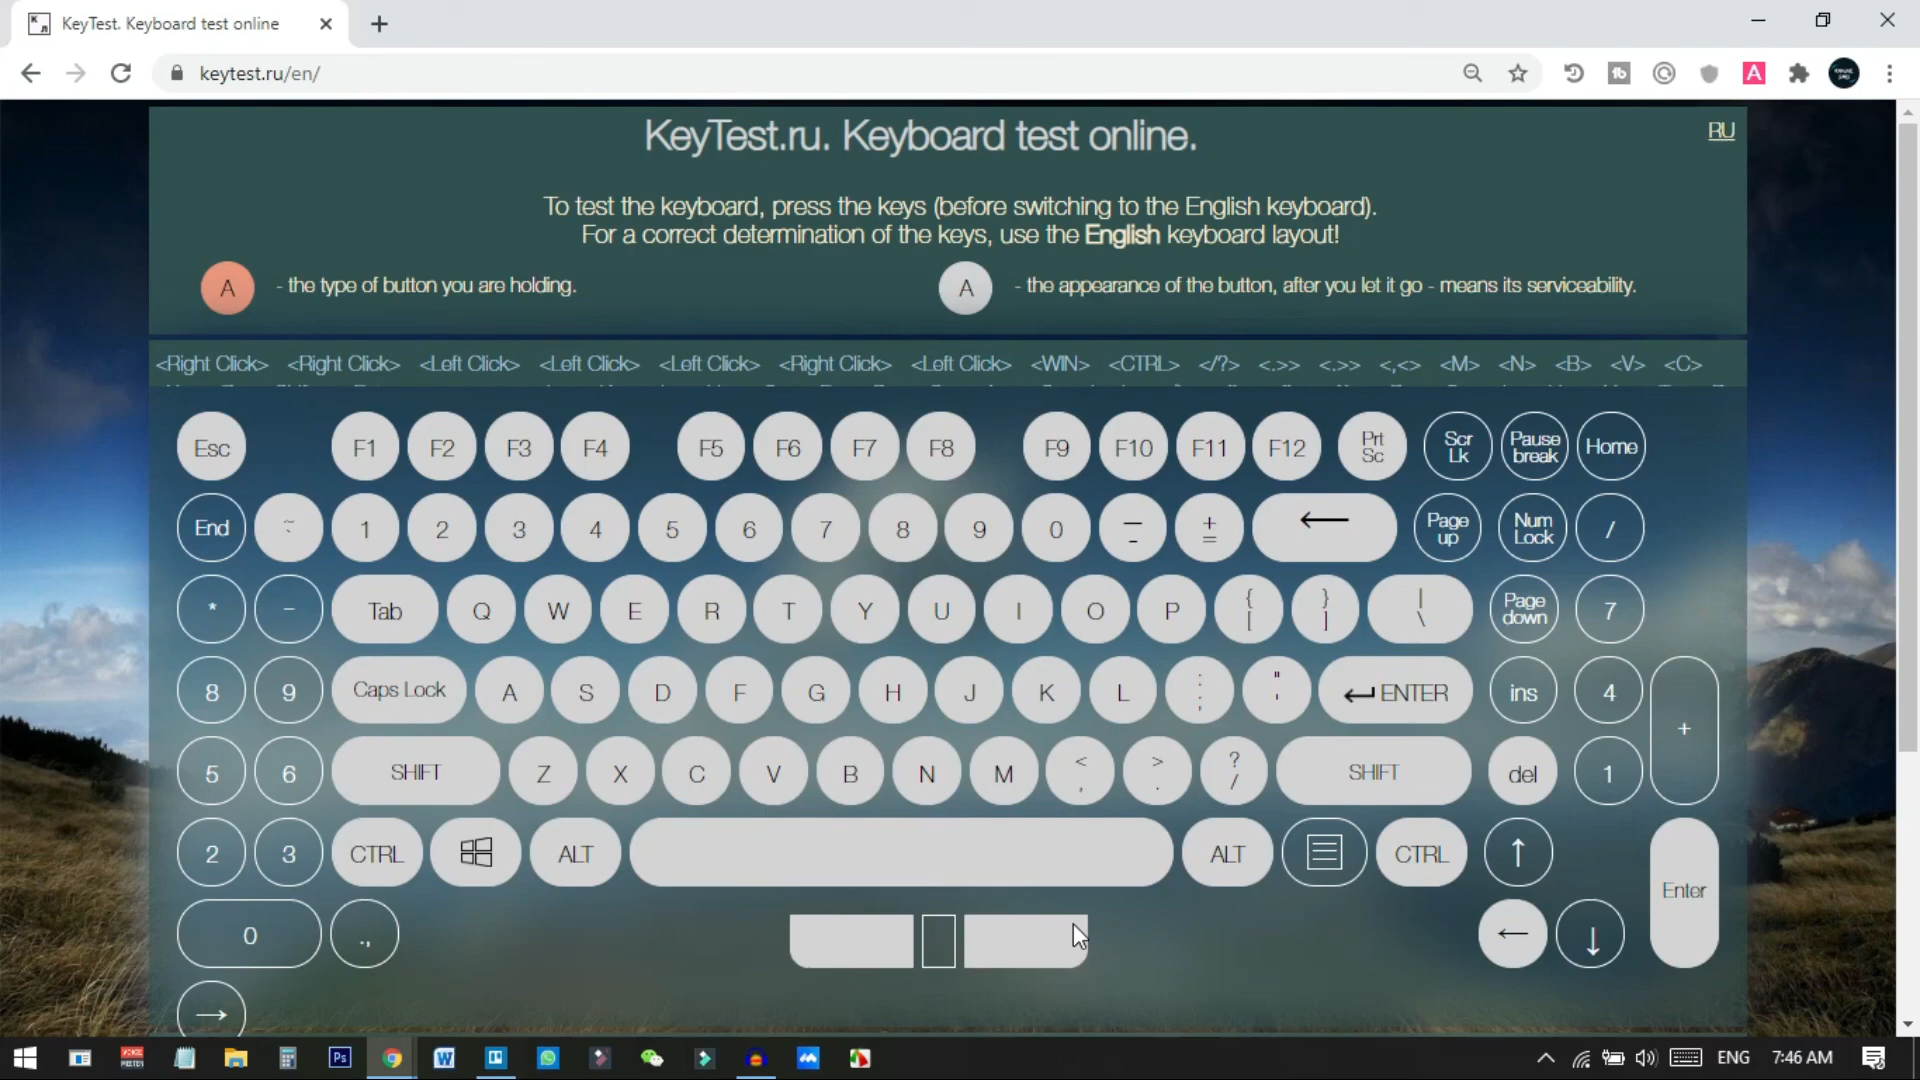 KeyTest. Keyboard test online
keytest.ru/en/
KeyTest.ru. Keyboard test online.
RU
To test the keyboard, press the keys (before switching to the English keyboard).
For a correct determination of the keys, use the English keyboard layout!
A - the type of button you are holding.
A - the appearance of the button, after you let it go - means its serviceability.
<Right Click> <Right Click> <Left Click> <Left Click> <Left Click> <Right Click> <Left Click> <WIN> <CTRL> </?> <.>> <.>> <,<> <M> <N> <B> <V> <C>
Esc F1 F2 F3 F4 F5 F6 F7 F8 F9 F10 F11 F12 Prt Sc Scr Lk Pause break Home
End ~ ` 1 2 3 4 5 6 7 8 9 0 — - + = ← Page up Num Lock /
* - Tab Q W E R T Y U I O P { [ } ] | \ Page down 7
8 9 Caps Lock A S D F G H J K L : ; " ' ↵ ENTER ins 4 +
5 6 SHIFT Z X C V B N M < , > . ? / SHIFT del 1
2 3 CTRL ALT ALT CTRL ↑ Enter
0 ., ← ↓
→
Ps W A
ENG 7:46 AM